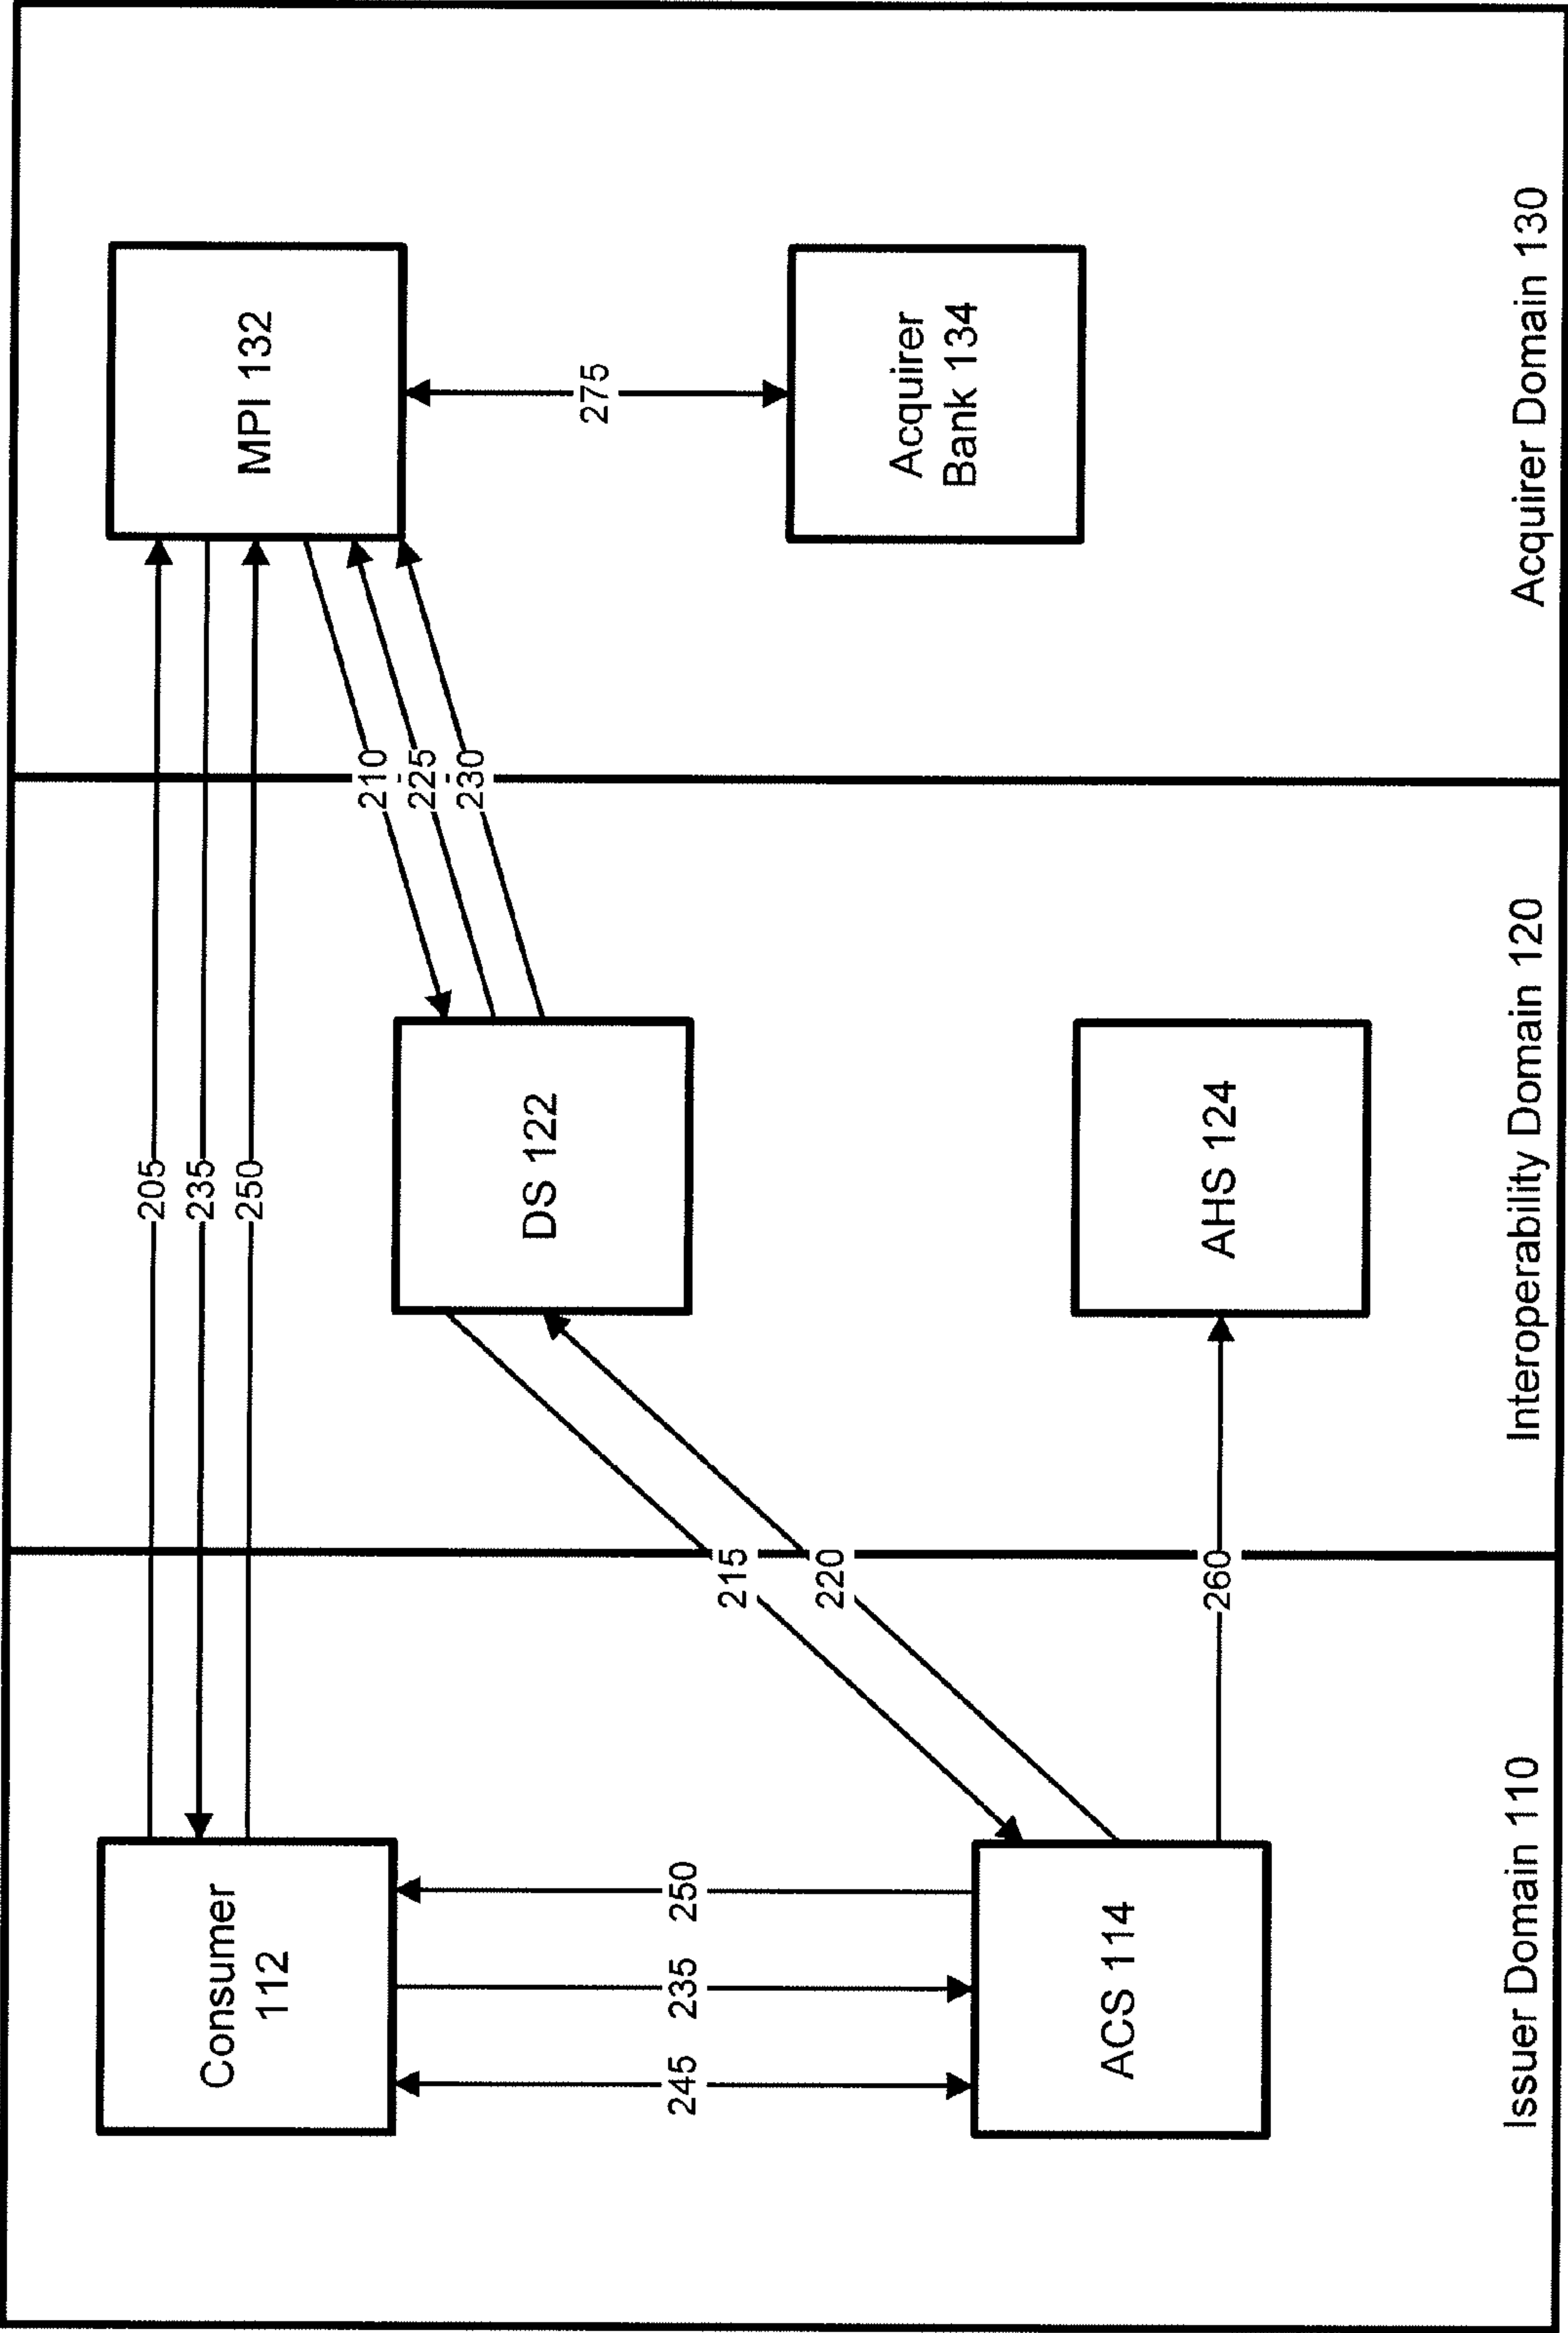 205
235
250
Consumer
112
MPI 132
210
225
230
DS 122
245
235
250
215
220
275
ACS 114
260
AHS 124
Acquirer
Bank 134
Issuer Domain 110
Interoperability Domain 120
Acquirer Domain 130